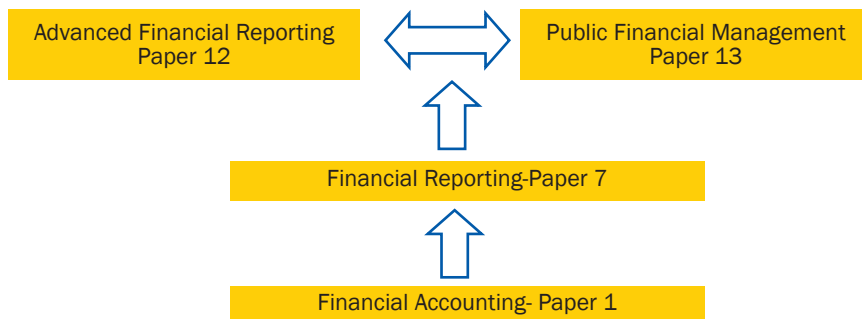 Advanced Financial Reporting
Paper 12
Public Financial Management
Paper 13
Financial Reporting-Paper 7
Financial Accounting- Paper 1